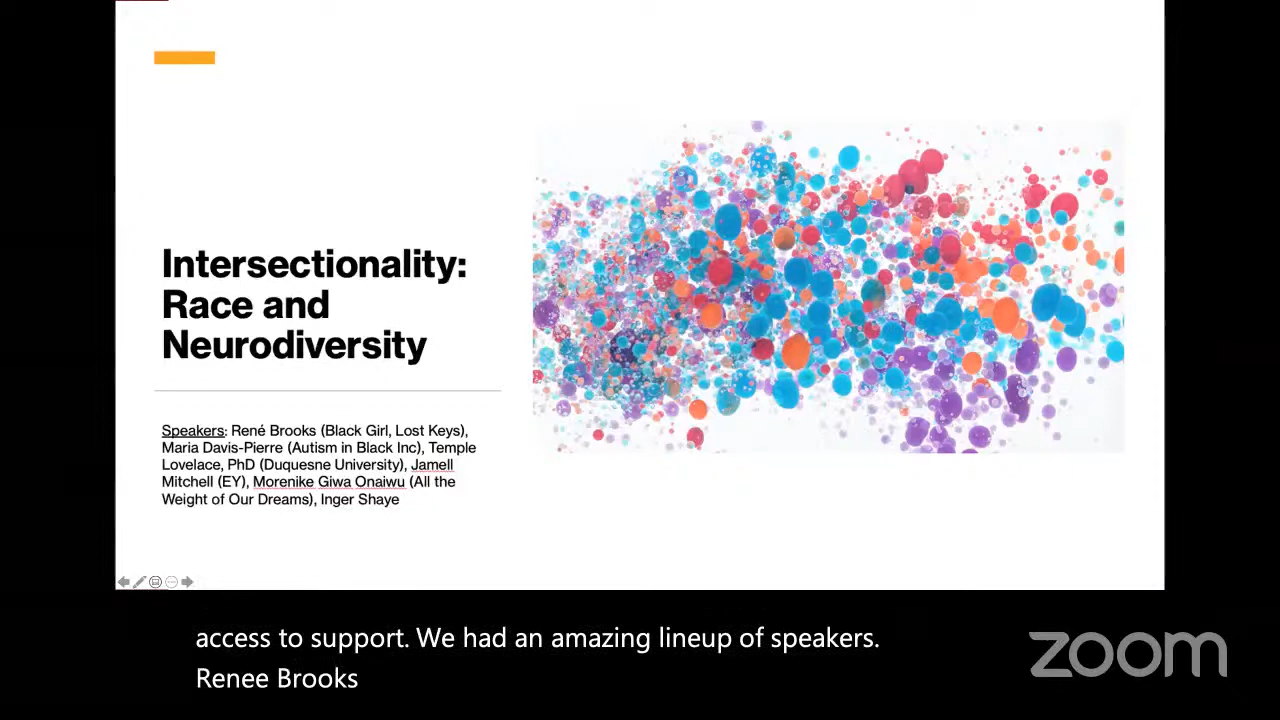 Intersectionality:
Race and
Neurodiversity
Speakers: René Brooks (Black Girl, Lost Keys),
Maria Davis-Pierre (Autism in Black Inc), Temple
Lovelace, PhD (Duquesne University), Jamell
Mitchell (EY), Morenike Giwa Onaiwu (All the
Weight of Our Dreams), Inger Shaye
access to support. We had an amazing lineup of speakers.
Renee Brooks
zoom